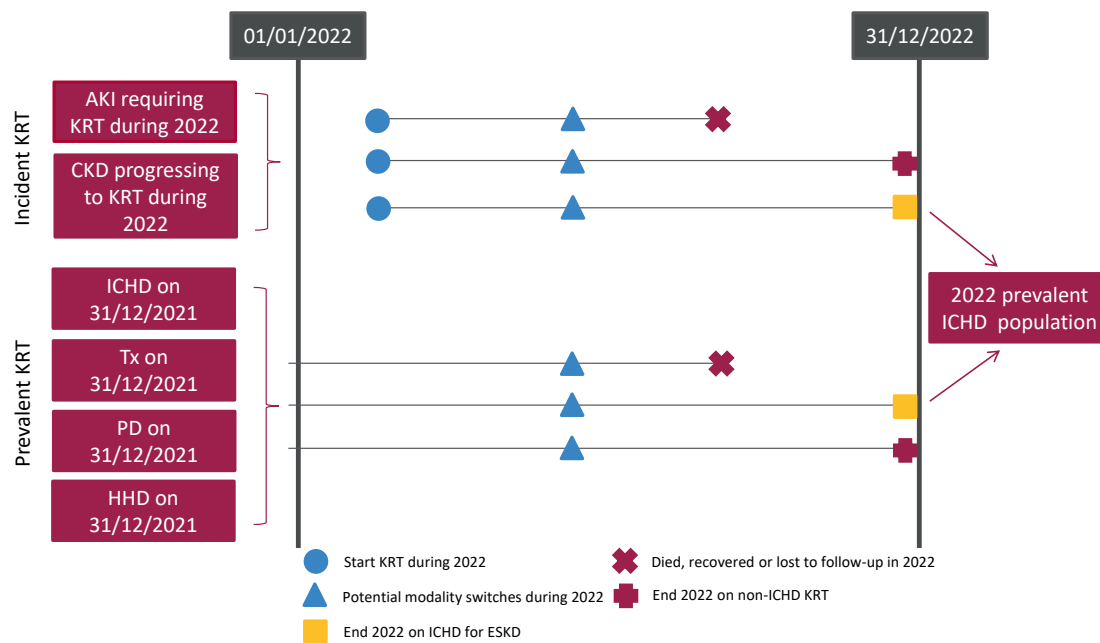 01/01/2022
31/12/2022
Incident KRT
AKI requiring
KRT during 2022
CKD progressing
to KRT during
2022
Prevalent KRT
ICHD on
31/12/2021
Tx on
31/12/2021
PD on
31/12/2021
HHD on
31/12/2021
2022 prevalent
ICHD population
Start KRT during 2022
Died, recovered or lost to follow-up in 2022
Potential modality switches during 2022
End 2022 on non-ICHD KRT
End 2022 on ICHD for ESKD